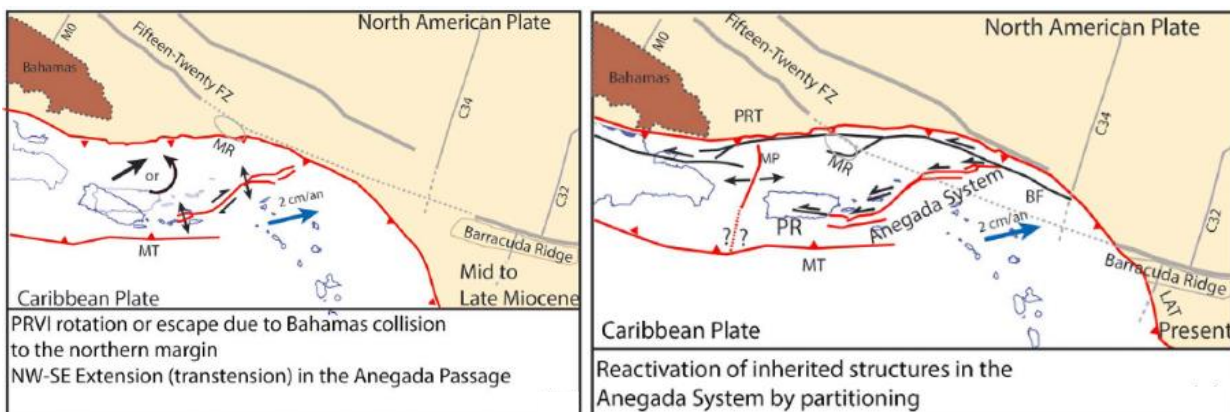 North American Plate
M0
Bahamas
Fifteen-Twenty FZ
C34
MR
or
2 cm/an
C32
Barracuda Ridge
MT
Mid to
Late Miocene
Caribbean Plate
PRVI rotation or escape due to Bahamas collision
to the northern margin
NW-SE Extension (transtension) in the Anegada Passage
North American Plate
M0
Bahamas
Fifteen-Twenty FZ
C34
PRT
MP
MR
Anegada System
BF
C32
PR
2 cm/an
? ?
MT
Barracuda Ridge
LAT
Caribbean Plate
Present
Reactivation of inherited structures in the
Anegada System by partitioning